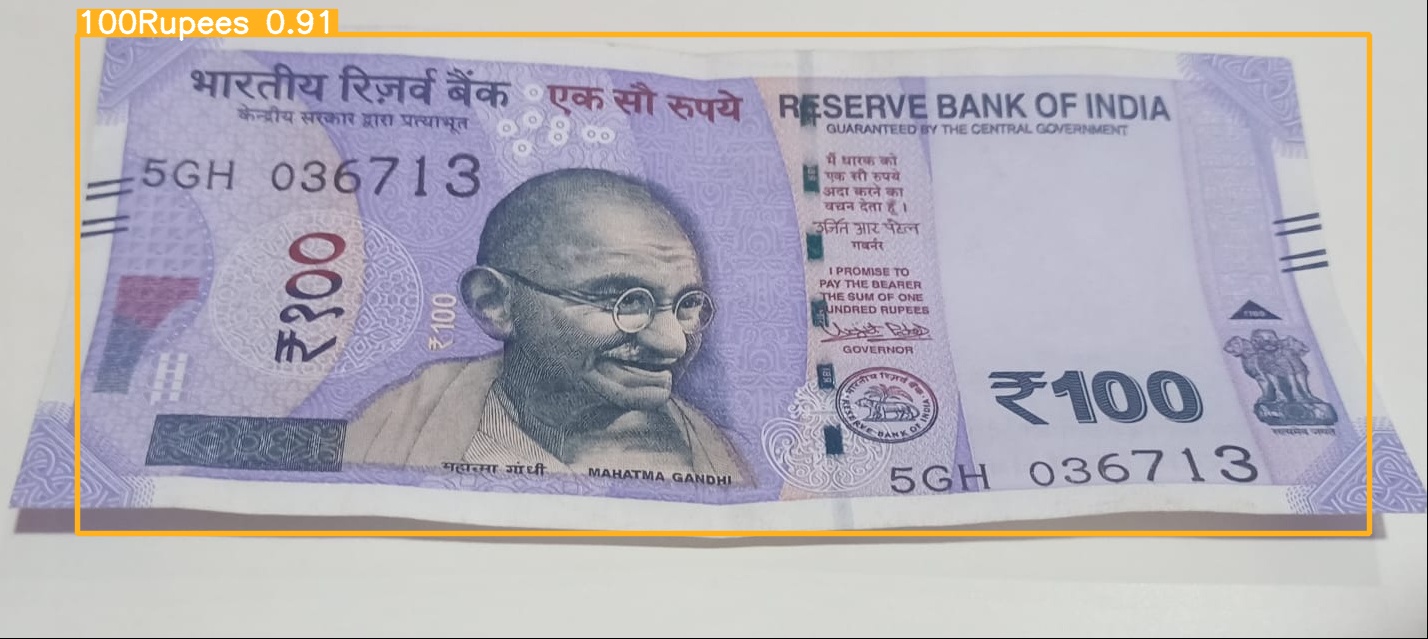 100Rupees 0.91
भारतीय रिज़र्व बैंक एक सौ रुपये RESERVE BANK OF INDIA
केन्द्रीय सरकार द्वारा प्रत्याभूत
GUARANTEED BY THE CENTRAL GOVERNMENT
5GH 036713
मैं धारक को
एक सौ रुपये
अदा करने का
वचन देता हूँ ।
उर्जित आर पटेल
गवर्नर
I PROMISE TO
PAY THE BEARER
THE SUM OF ONE
UNDRED RUPEES
GOVERNOR
₹१००
₹100
भारतीय रिज़र्व बैंक
RESERVE BANK OF INDIA
₹100
सत्यमेव जयते
महात्मा गांधी MAHATMA GANDHI
5GH 036713